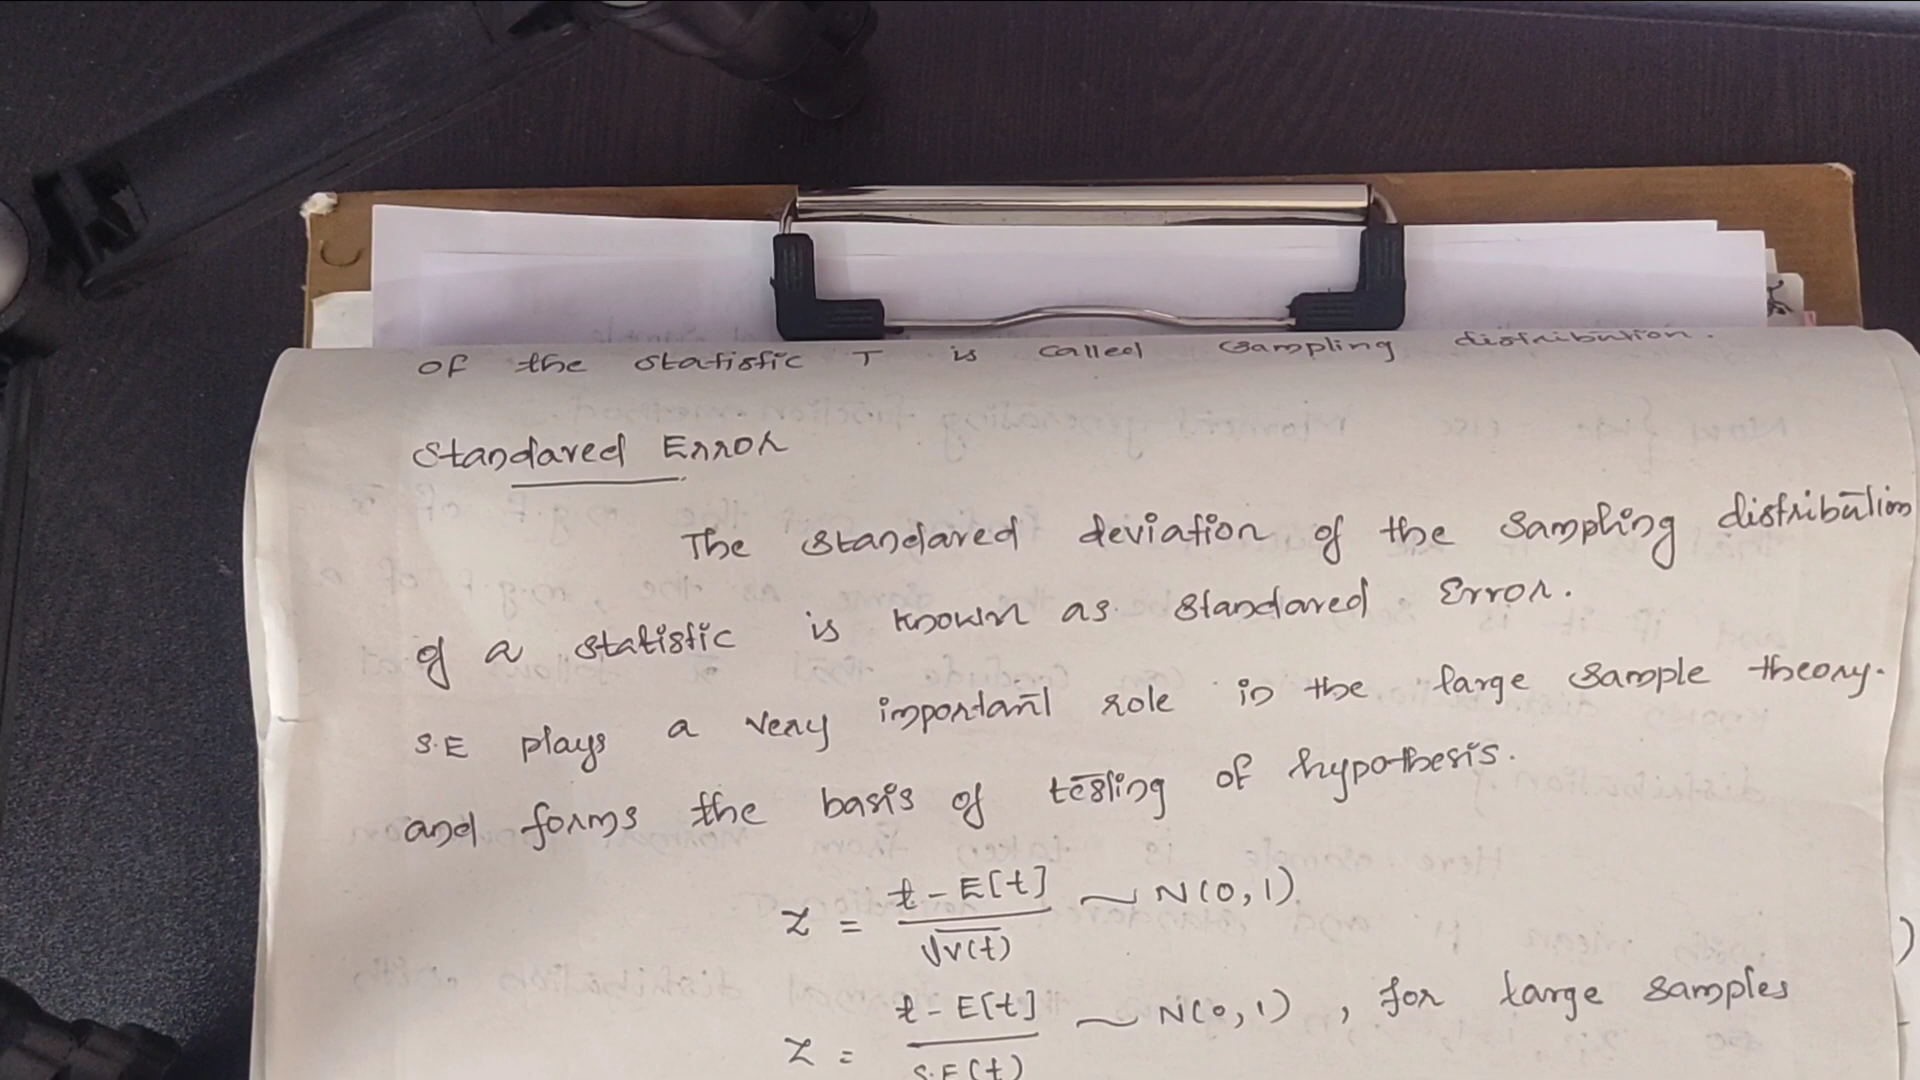 of the statistic T is called sampling distribution.
Standared Error
The standared deviation of the sampling distribution
of a statistic is known as standared Error.
S.E plays a very important role in the large sample theory.
and forms the basis of testing of hypothesis.
Z = (t - E[t]) / √V(t) ~ N(0,1)
Z = (t - E[t]) / S.E(t) ~ N(0,1) , for large samples